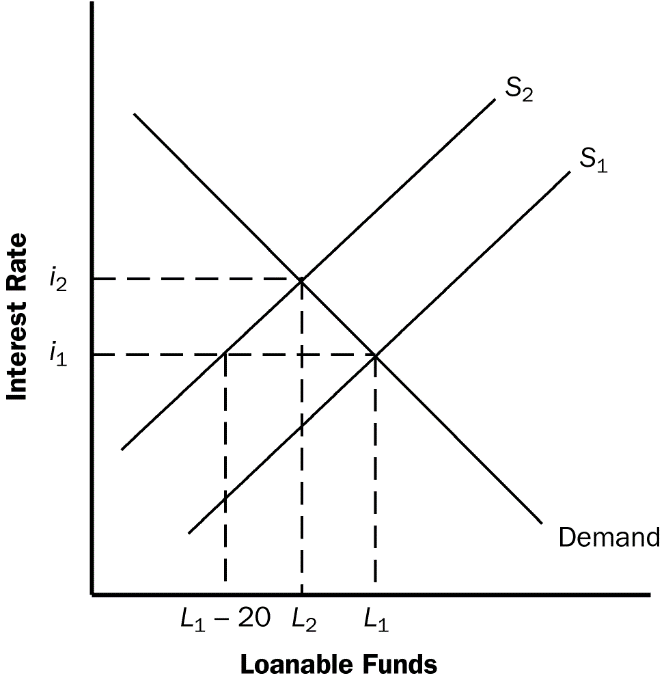 S₂
S₁
Interest Rate
i₂
i₁
Demand
L₁ – 20 L₂ L₁
Loanable Funds